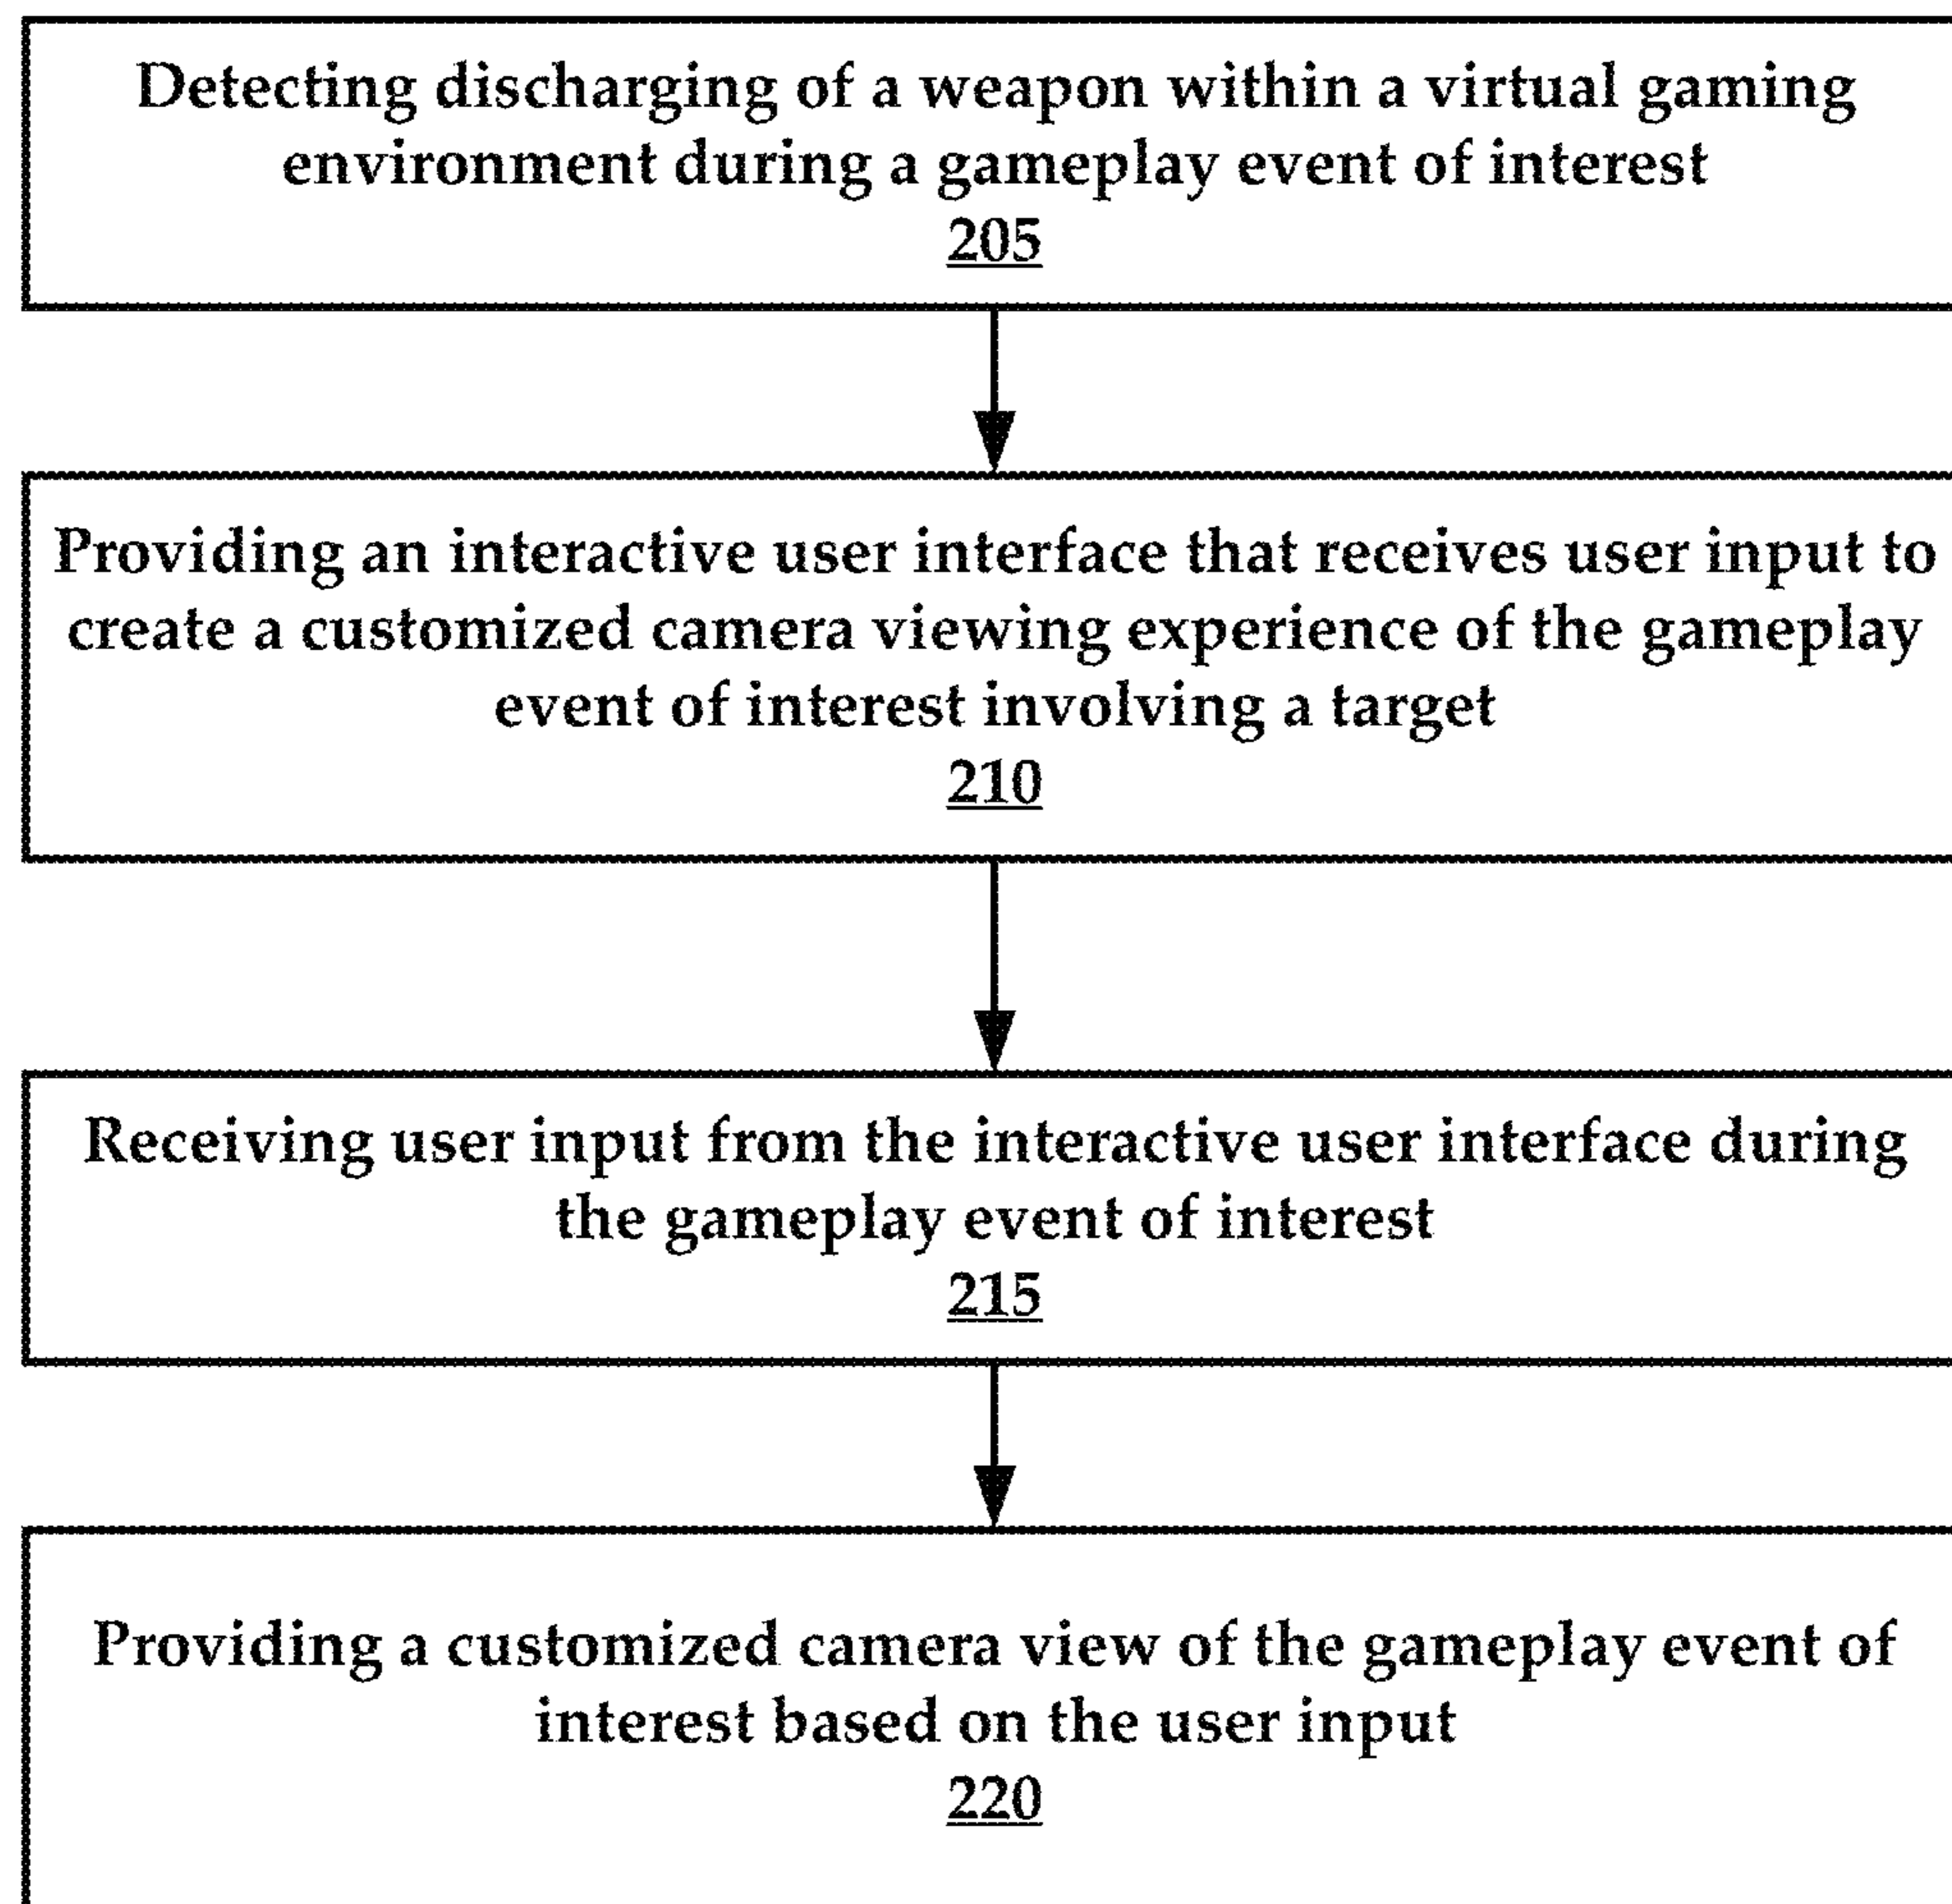 Detecting discharging of a weapon within a virtual gaming
environment during a gameplay event of interest
205
Providing an interactive user interface that receives user input to
create a customized camera viewing experience of the gameplay
event of interest involving a target
210
Receiving user input from the interactive user interface during
the gameplay event of interest
215
Providing a customized camera view of the gameplay event of
interest based on the user input
220